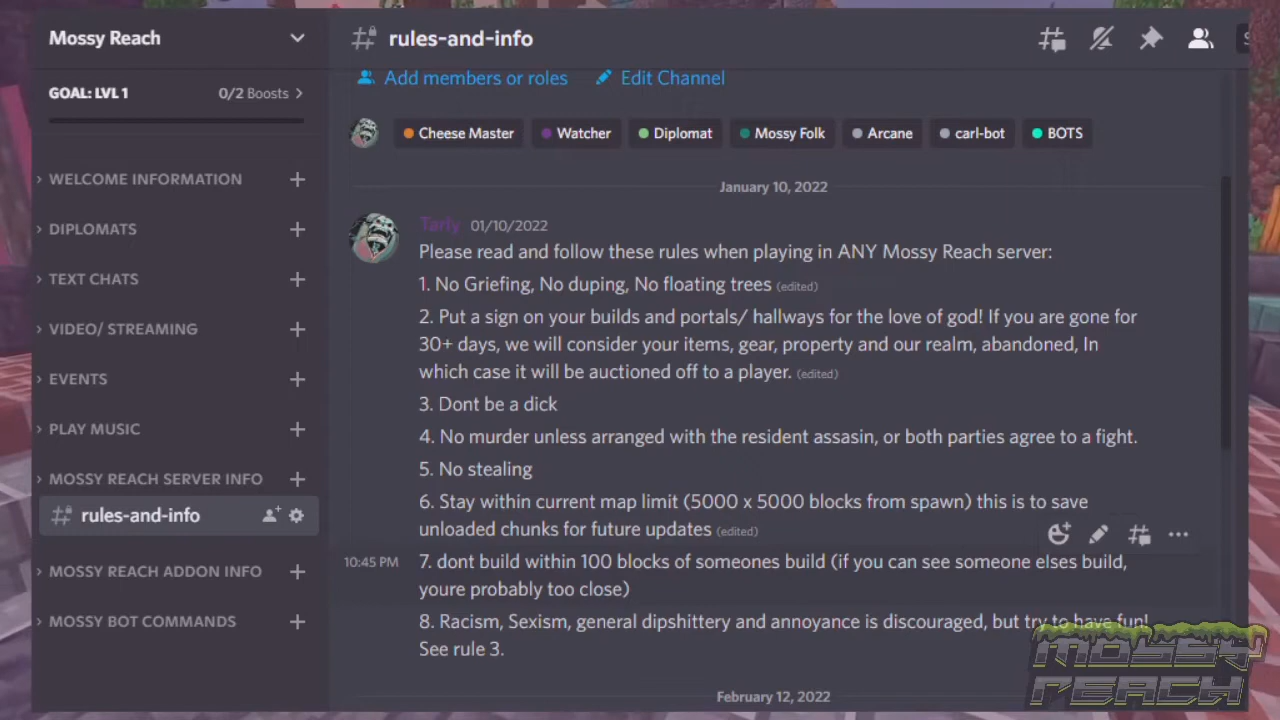 Mossy Reach
rules-and-info
GOAL: LVL 1
0/2 Boosts
WELCOME INFORMATION
DIPLOMATS
TEXT CHATS
VIDEO/ STREAMING
EVENTS
PLAY MUSIC
MOSSY REACH SERVER INFO
rules-and-info
MOSSY REACH ADDON INFO
MOSSY BOT COMMANDS
Add members or roles Edit Channel
Cheese Master Watcher Diplomat Mossy Folk Arcane carl-bot BOTS
January 10, 2022
Tarly 01/10/2022
Please read and follow these rules when playing in ANY Mossy Reach server:
1. No Griefing, No duping, No floating trees (edited)
2. Put a sign on your builds and portals/ hallways for the love of god! If you are gone for
30+ days, we will consider your items, gear, property and our realm, abandoned, In
which case it will be auctioned off to a player. (edited)
3. Dont be a dick
4. No murder unless arranged with the resident assasin, or both parties agree to a fight.
5. No stealing
6. Stay within current map limit (5000 x 5000 blocks from spawn) this is to save
unloaded chunks for future updates (edited)
10:45 PM 7. dont build within 100 blocks of someones build (if you can see someone elses build,
youre probably too close)
8. Racism, Sexism, general dipshittery and annoyance is discouraged, but try to have fun!
See rule 3.
February 12, 2022
MOSSY
REACH